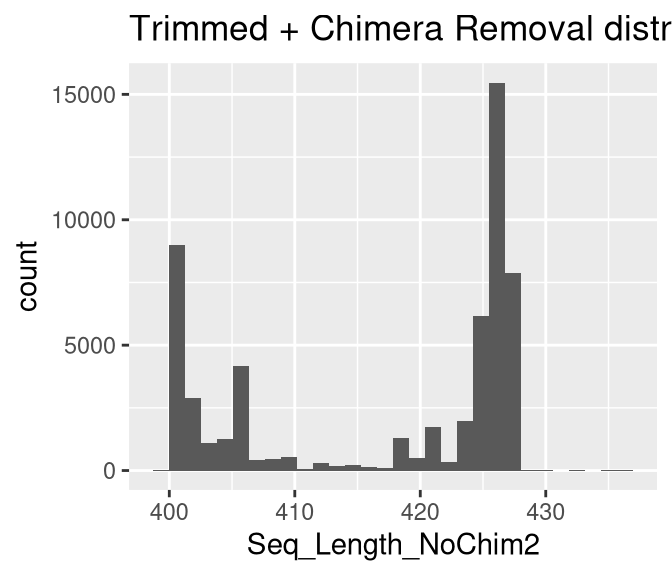 Trimmed + Chimera Removal distr
15000
10000
5000
0
count
400 410 420 430
Seq_Length_NoChim2